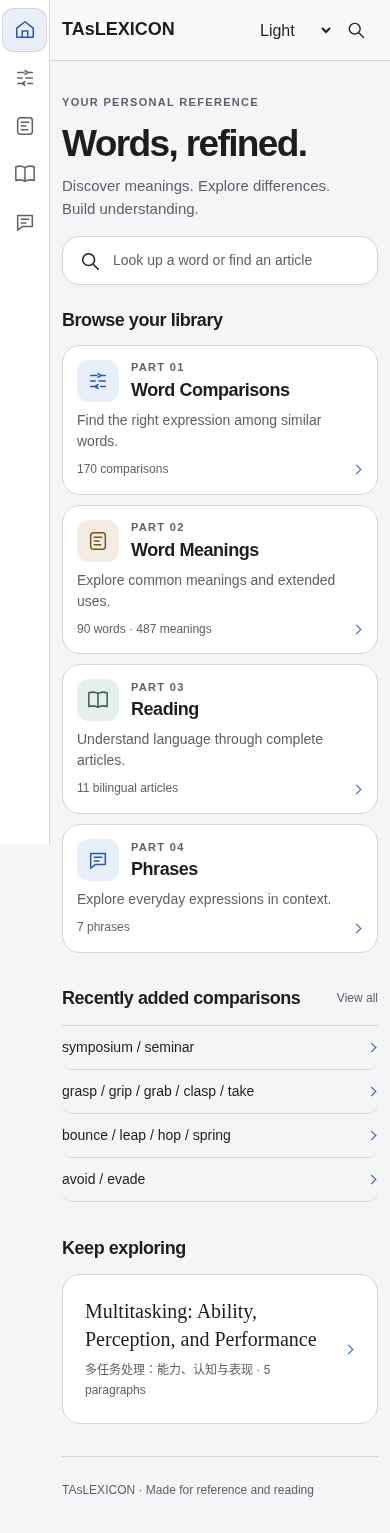 TAsLEXICON
Light
YOUR PERSONAL REFERENCE
Words, refined.
Discover meanings. Explore differences.
Build understanding.
Look up a word or find an article
Browse your library
PART 01
Word Comparisons
Find the right expression among similar
words.
170 comparisons
PART 02
Word Meanings
Explore common meanings and extended
uses.
90 words · 487 meanings
PART 03
Reading
Understand language through complete
articles.
11 bilingual articles
PART 04
Phrases
Explore everyday expressions in context.
7 phrases
Recently added comparisons
View all
symposium / seminar
grasp / grip / grab / clasp / take
bounce / leap / hop / spring
avoid / evade
Keep exploring
Multitasking: Ability,
Perception, and Performance
多任务处理：能力、认知与表现 · 5
paragraphs
TAsLEXICON · Made for reference and reading